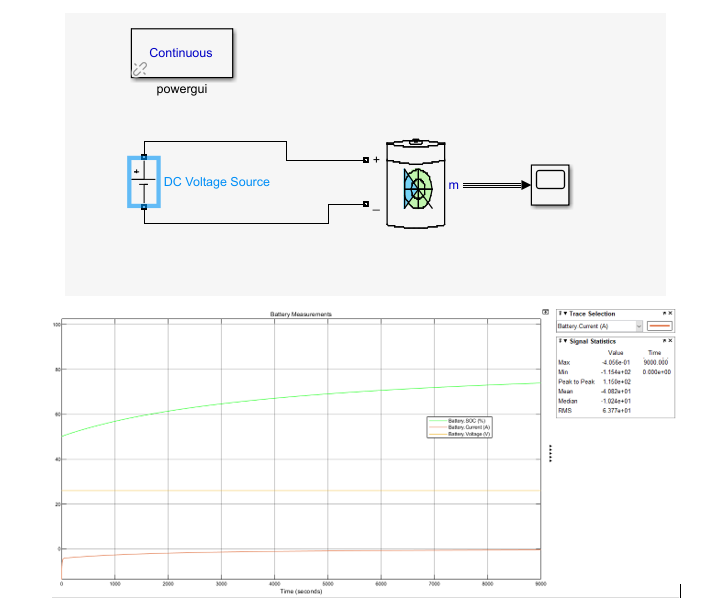 Continuous
powergui
+
DC Voltage Source
+
m
−
Battery Measurements
100
80
60
40
20
0
0
1000
2000
3000
4000
5000
6000
7000
8000
9000
Time (seconds)
Battery.SOC (%)
Battery.Current (A)
Battery.Voltage (V)
Trace Selection
Battery.Current (A)
Signal Statistics
Value Time
Max -4.055e-01 9000.000
Min -1.154e+02 0.000e+00
Peak to Peak 1.150e+02
Mean -4.082e+01
Median -1.024e+01
RMS 6.377e+01